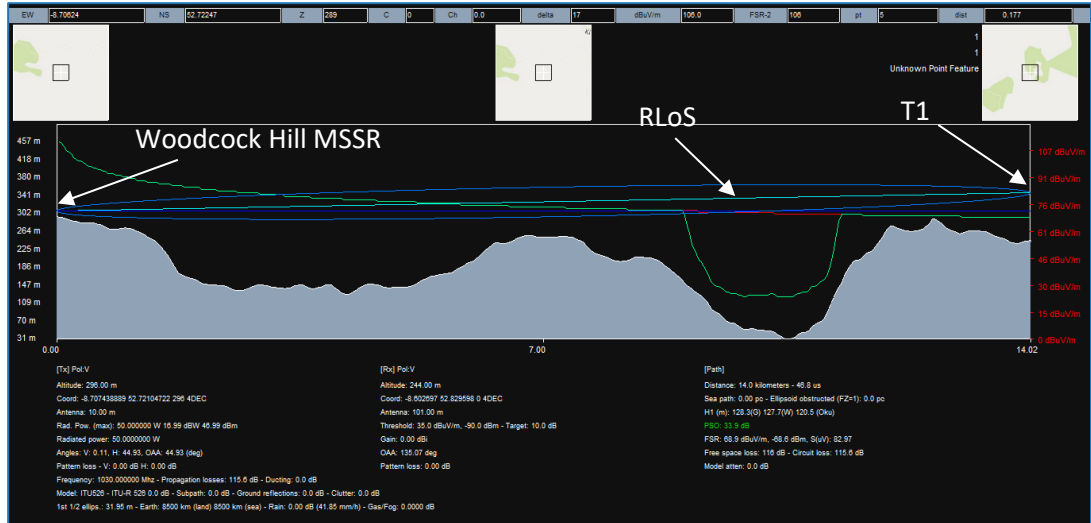 EW -8.70624 NS 52.72247 Z 289 C 0 Ch 0.0 delta 17 dBuV/m 106.0 FSR-2 106 pt 5 dist 0.177
1
1
Unknown Point Feature
Woodcock Hill MSSR
RLoS
T1
457 m
418 m
380 m
341 m
302 m
264 m
225 m
186 m
147 m
109 m
70 m
31 m
107 dBuV/m
91 dBuV/m
76 dBuV/m
61 dBuV/m
46 dBuV/m
30 dBuV/m
15 dBuV/m
0 dBuV/m
0.00 7.00 14.02
[Tx] Pol:V
Altitude: 296.00 m
Coord: -8.707438889 52.72104722 296 4DEC
Antenna: 10.00 m
Rad. Pow. (max): 50.000000 W 16.99 dBW 46.99 dBm
Radiated power: 50.0000000 W
Angles: V: 0.11, H: 44.93, OAA: 44.93 (deg)
Pattern loss - V: 0.00 dB H: 0.00 dB
Frequency: 1030.000000 Mhz - Propagation losses: 115.6 dB - Ducting: 0.0 dB
Model: ITU526 - ITU-R 526 0.0 dB - Subpath: 0.0 dB - Ground reflections: 0.0 dB - Clutter: 0.0 dB
1st 1/2 ellips.: 31.95 m - Earth: 8500 km (land) 8500 km (sea) - Rain: 0.00 dB (41.85 mm/h) - Gas/Fog: 0.0000 dB
[Rx] Pol:V
Altitude: 244.00 m
Coord: -8.602697 52.829598 0 4DEC
Antenna: 101.00 m
Threshold: 35.0 dBuV/m, -90.0 dBm - Target: 10.0 dB
Gain: 0.00 dBi
OAA: 135.07 deg
Pattern loss: 0.00 dB
[Path]
Distance: 14.0 kilometers - 46.8 us
Sea path: 0.00 pc - Ellipsoid obstructed (FZ=1): 0.0 pc
H1 (m): 128.3(G) 127.7(W) 120.5 (Oku)
PSO: 33.9 dB
FSR: 68.9 dBuV/m, -68.6 dBm, S(uV): 82.97
Free space loss: 116 dB - Circuit loss: 115.6 dB
Model atten: 0.0 dB